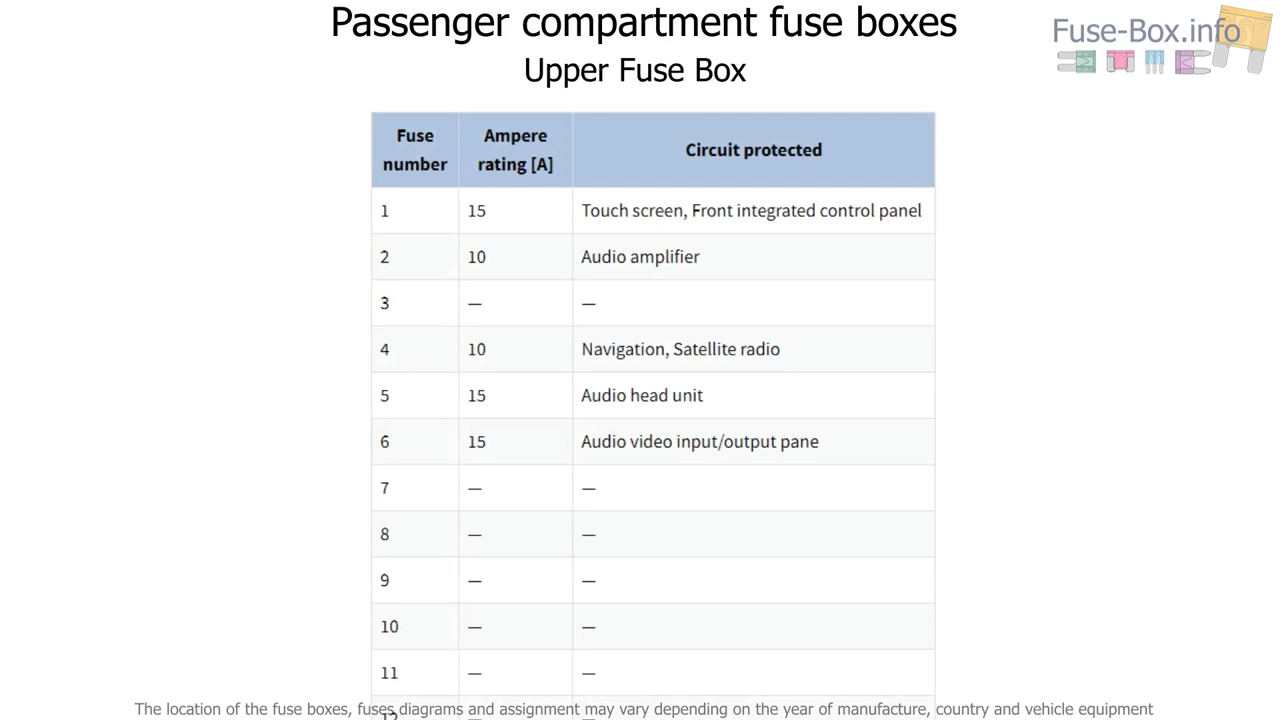 Passenger compartment fuse boxes
Fuse-Box.info
Upper Fuse Box
Fuse number Ampere rating [A] Circuit protected
1 15 Touch screen, Front integrated control panel
2 10 Audio amplifier
3 — —
4 10 Navigation, Satellite radio
5 15 Audio head unit
6 15 Audio video input/output pane
7 — —
8 — —
9 — —
10 — —
11 — —
12 — —
The location of the fuse boxes, fuses diagrams and assignment may vary depending on the year of manufacture, country and vehicle equipment